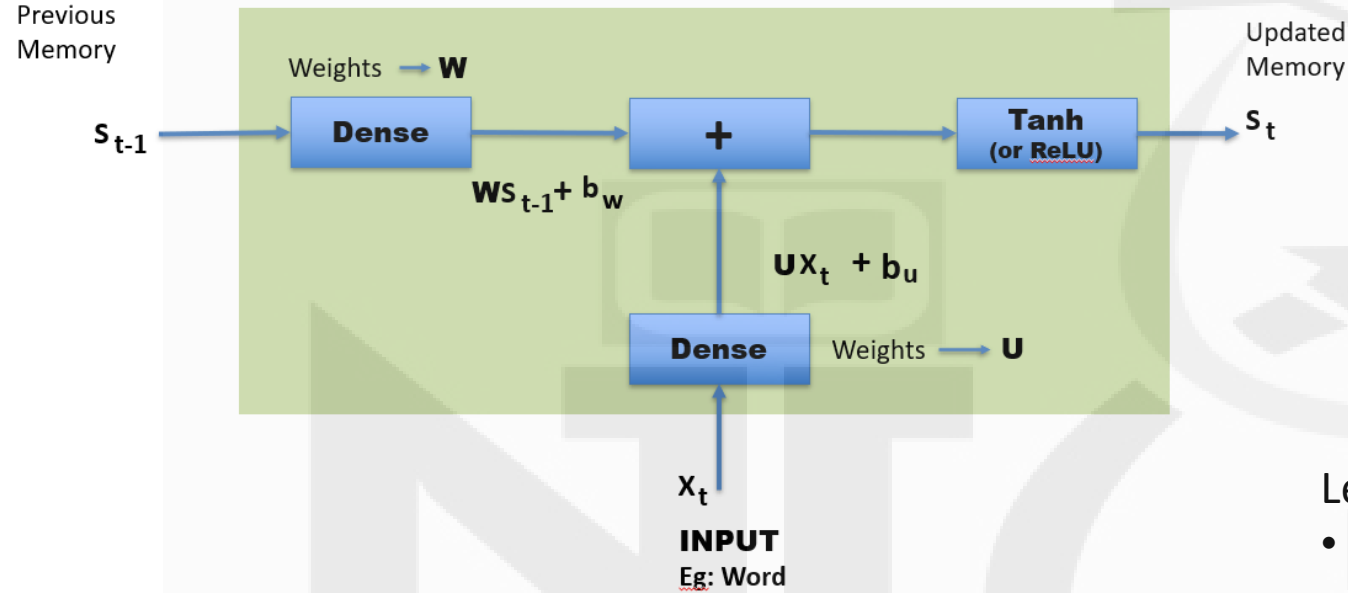 Previous
Memory
Updated
Memory
Weights → W
S t-1
Dense
+
Tanh
(or ReLU)
S t
WS t-1 + b w
UX t + b u
Dense
Weights → U
X t
INPUT
Eg: Word
•